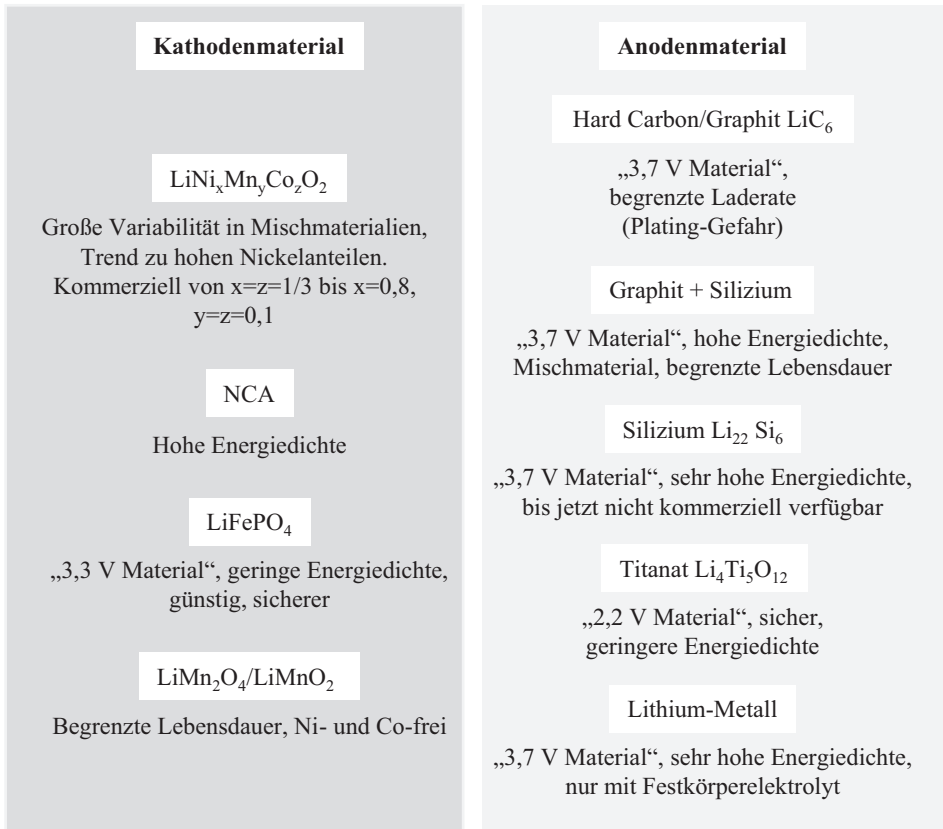 Kathodenmaterial
LiNiₓMnᵧCo_zO₂
Große Variabilität in Mischmaterialien,
Trend zu hohen Nickelanteilen.
Kommerziell von x=z=1/3 bis x=0,8,
y=z=0,1
NCA
Hohe Energiedichte
LiFePO₄
„3,3 V Material“, geringe Energiedichte,
günstig, sicherer
LiMn₂O₄/LiMnO₂
Begrenzte Lebensdauer, Ni- und Co-frei
Anodenmaterial
Hard Carbon/Graphit LiC₆
„3,7 V Material“,
begrenzte Laderate
(Plating-Gefahr)
Graphit + Silizium
„3,7 V Material“, hohe Energiedichte,
Mischmaterial, begrenzte Lebensdauer
Silizium Li₂₂ Si₆
„3,7 V Material“, sehr hohe Energiedichte,
bis jetzt nicht kommerziell verfügbar
Titanat Li₄Ti₅O₁₂
„2,2 V Material“, sicher,
geringere Energiedichte
Lithium-Metall
„3,7 V Material“, sehr hohe Energiedichte,
nur mit Festkörperelektrolyt